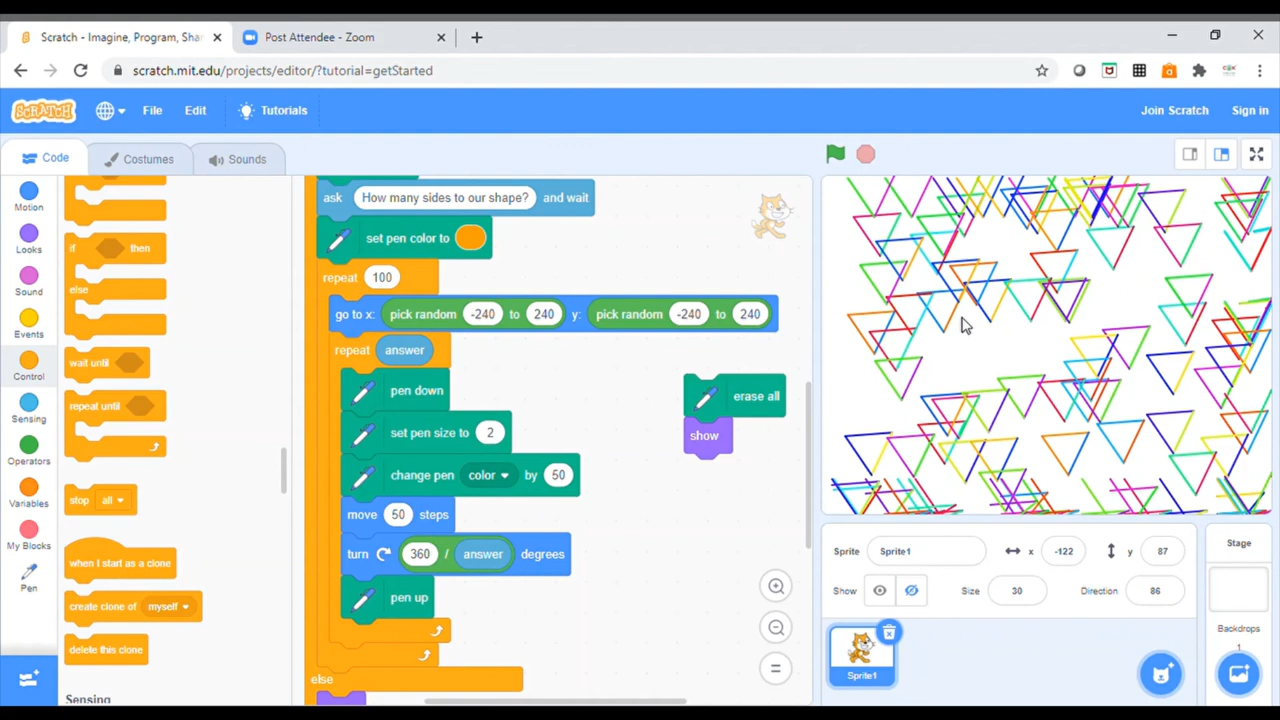 Scratch - Imagine, Program, Shar
Post Attendee - Zoom
scratch.mit.edu/projects/editor/?tutorial=getStarted
SCRATCH
File
Edit
Tutorials
Join Scratch
Sign in
Code
Costumes
Sounds
Motion
Looks
Sound
Events
Control
Sensing
Operators
Variables
My Blocks
Pen
if then
else
wait until
repeat until
stop all
when I start as a clone
create clone of myself
delete this clone
Sensing
ask How many sides to our shape? and wait
set pen color to
repeat 100
go to x: pick random -240 to 240 y: pick random -240 to 240
repeat answer
pen down
set pen size to 2
change pen color by 50
move 50 steps
turn 360 / answer degrees
pen up
else
erase all
show
Sprite Sprite1 x -122 y 87
Show Size 30 Direction 86
Sprite1
Stage
Backdrops
1